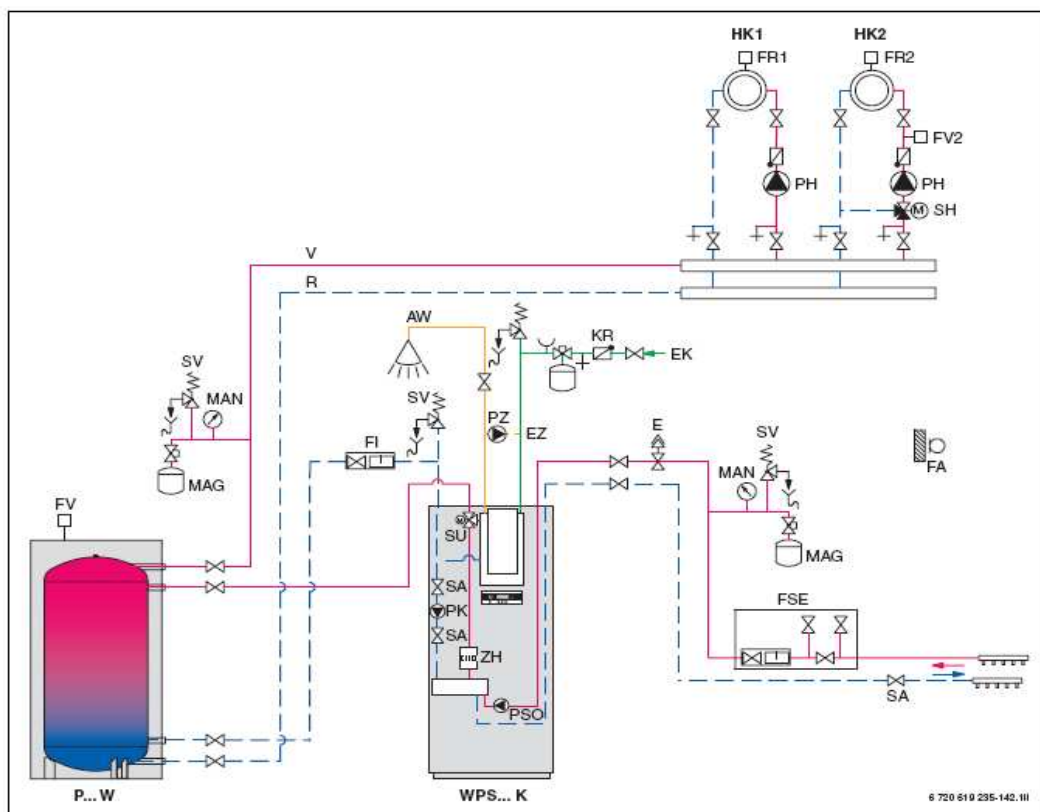 HK1 HK2
FR1 FR2
FV2
PH PH
M SH
V
R
AW
KR
EK
SV
MAN
SV
PZ EZ
E
SV
FI
MAN
FA
MAG
FV
M
SU
MAG
SA
FSE
PK
SA
ZH
SA
PSO
P... W WPS... K
6 720 619 235-142.1II